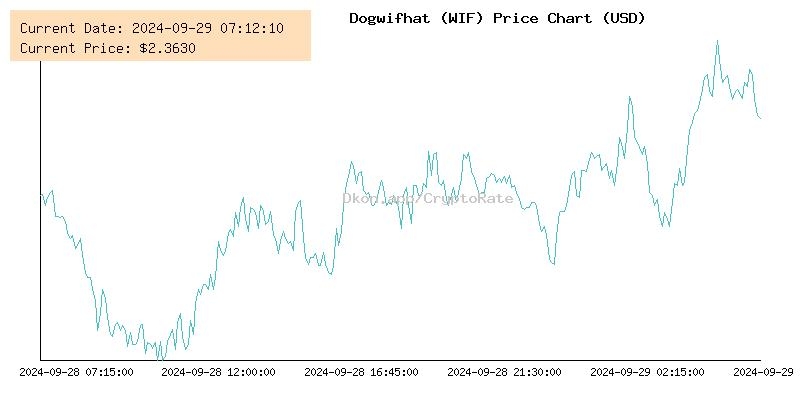 Dogwifhat (WIF) Price Chart (USD)
Current Date: 2024-09-29 07:12:10
Current Price: $2.3630
Dkon.app/CryptoRate
2024-09-28 07:15:00 2024-09-28 12:00:00 2024-09-28 16:45:00 2024-09-28 21:30:00 2024-09-29 02:15:00 2024-09-29